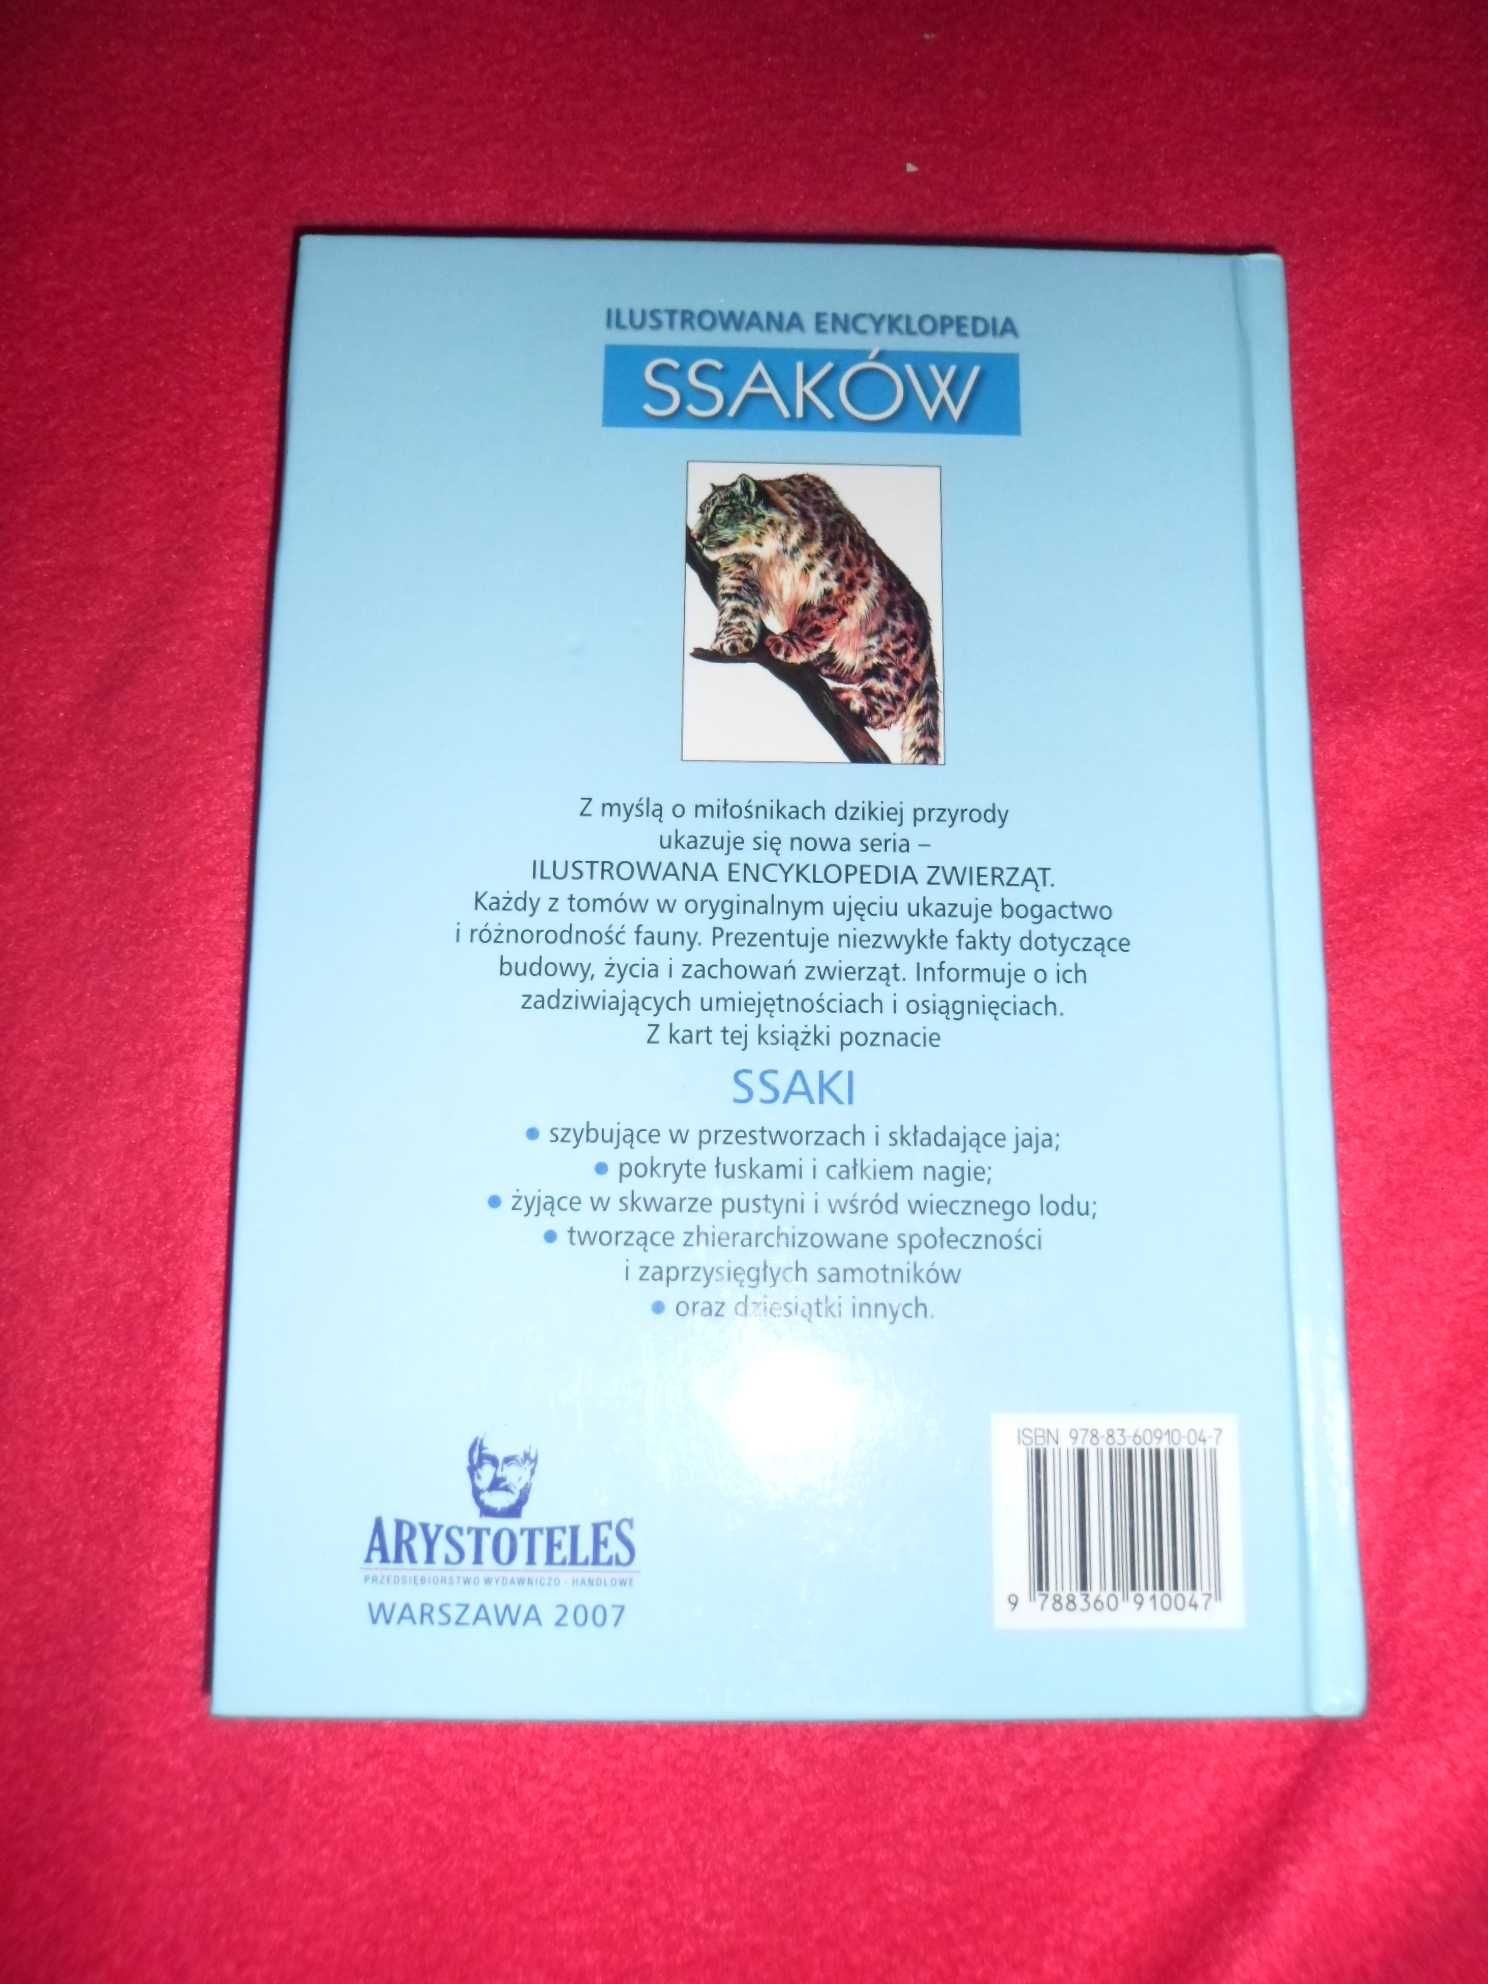 ILUSTROWANA ENCYKLOPEDIA
SSAKÓW
Z myślą o miłośnikach dzikiej przyrody
ukazuje się nowa seria –
ILUSTROWANA ENCYKLOPEDIA ZWIERZĄT.
Każdy z tomów w oryginalnym ujęciu ukazuje bogactwo
i różnorodność fauny. Prezentuje niezwykłe fakty dotyczące
budowy, życia i zachowań zwierząt. Informuje o ich
zadziwiających umiejętnościach i osiągnięciach.
Z kart tej książki poznacie
SSAKI
• szybujące w przestworzach i składające jaja;
• pokryte łuskami i całkiem nagie;
• żyjące w skwarze pustyni i wśród wiecznego lodu;
• tworzące zhierarchizowane społeczności
i zaprzysięgłych samotników
• oraz dziesiątki innych.
ARYSTOTELES
PRZEDSIĘBIORSTWO WYDAWNICZO - HANDLOWE
WARSZAWA 2007
ISBN 978-83-60910-04-7
9 788360 910047